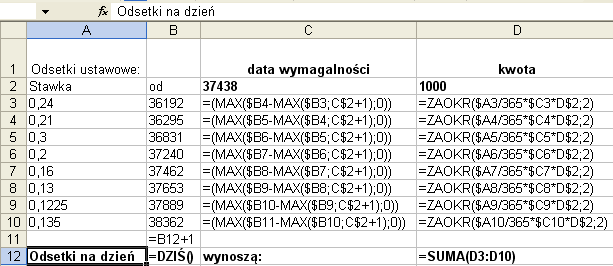 fx Odsetki na dzień
A B C D
1 Odsetki ustawowe: data wymagalności kwota
2 Stawka od 37438 1000
3 0,24 36192 =(MAX($B4-MAX($B3;C$2+1);0)) =ZAOKR($A3/365*$C3*D$2;2)
4 0,21 36295 =(MAX($B5-MAX($B4;C$2+1);0)) =ZAOKR($A4/365*$C4*D$2;2)
5 0,3 36831 =(MAX($B6-MAX($B5;C$2+1);0)) =ZAOKR($A5/365*$C5*D$2;2)
6 0,2 37240 =(MAX($B7-MAX($B6;C$2+1);0)) =ZAOKR($A6/365*$C6*D$2;2)
7 0,16 37462 =(MAX($B8-MAX($B7;C$2+1);0)) =ZAOKR($A7/365*$C7*D$2;2)
8 0,13 37653 =(MAX($B9-MAX($B8;C$2+1);0)) =ZAOKR($A8/365*$C8*D$2;2)
9 0,1225 37889 =(MAX($B10-MAX($B9;C$2+1);0)) =ZAOKR($A9/365*$C9*D$2;2)
10 0,135 38362 =(MAX($B11-MAX($B10;C$2+1);0)) =ZAOKR($A10/365*$C10*D$2;2)
11 =B12+1
12 Odsetki na dzień =DZIŚ() wynoszą: =SUMA(D3:D10)